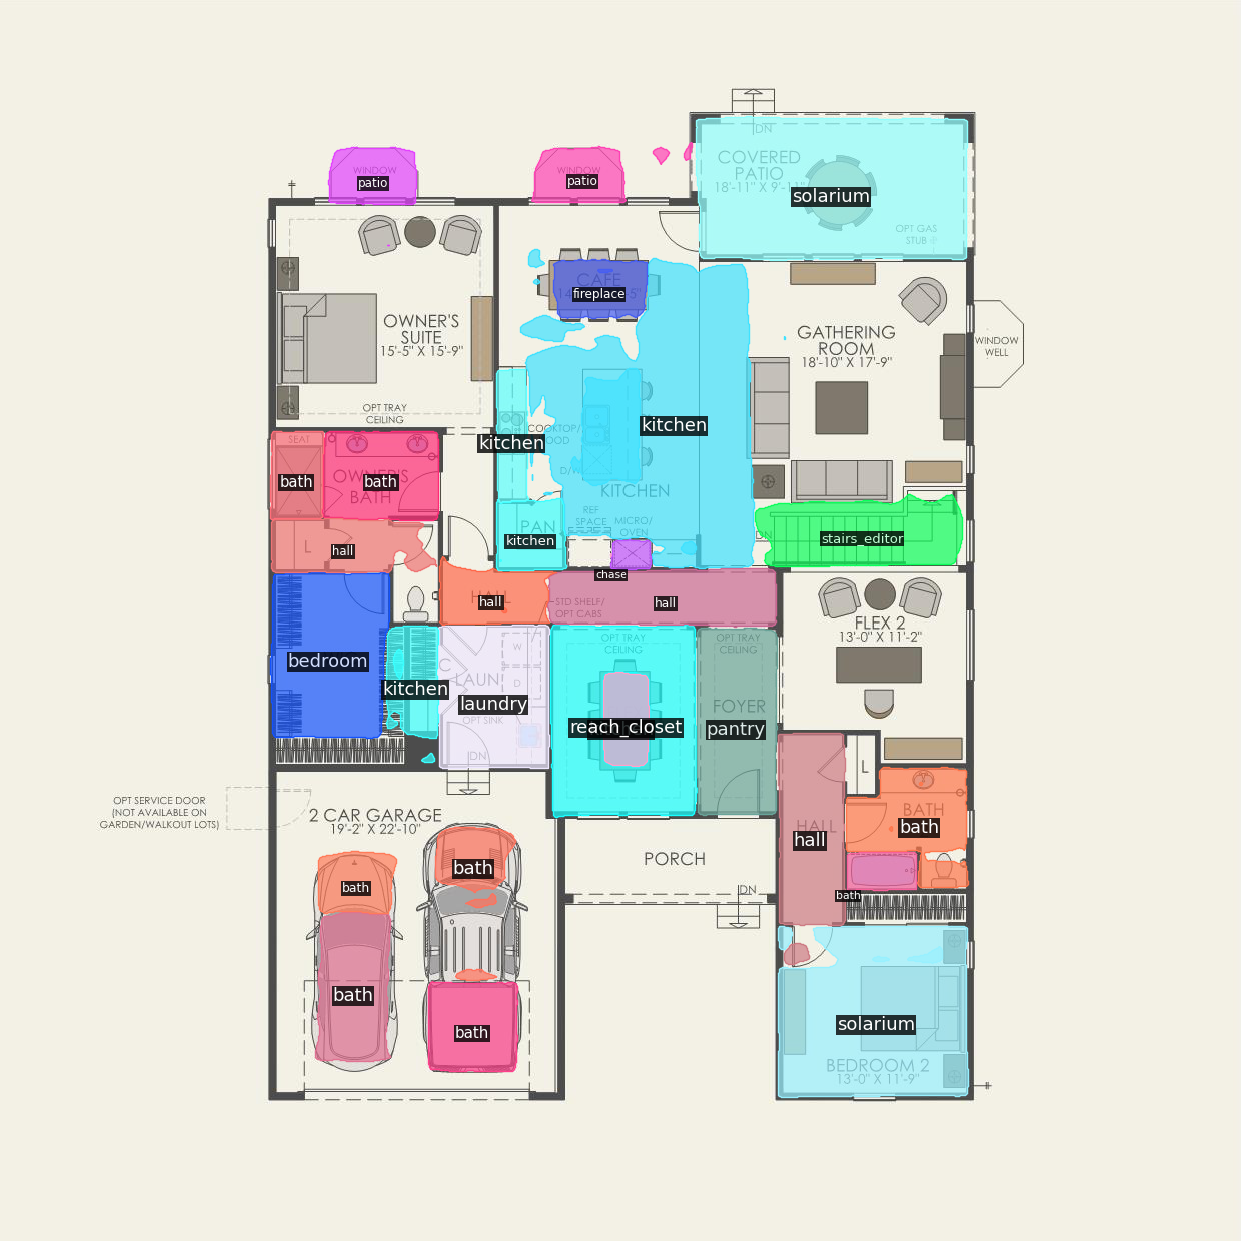 DN
COVERED
PATIO
18'-11" X 9'-1
solarium
OPT GAS
STUB
WINDOW
patio
WINDOW
patio
CAFE
fireplace
OWNER'S
SUITE
15'-5" X 15'-9"
OPT TRAY
CEILING
GATHERING
ROOM
18'-10" X 17'-9"
WINDOW
WELL
kitchen
kitchen
COOKTOP/
OOD
D/W
KITCHEN
SEAT
bath
OWNER'S
BATH
bath
PAN
kitchen
REF
SPACE
MICRO/
OVEN
chase
DN
stairs_editor
L
hall
HALL
hall
STD SHELF/
OPT CABS
hall
FLEX 2
13'-0" X 11'-2"
bedroom
kitchen
C
LAUN
laundry
OPT SINK
W
D
DN
OPT TRAY
CEILING
reach_closet
OPT TRAY
CEILING
FOYER
pantry
L
HALL
hall
BATH
bath
bath
OPT SERVICE DOOR
(NOT AVAILABLE ON
GARDEN/WALKOUT LOTS)
2 CAR GARAGE
19'-2" X 22'-10"
bath
bath
bath
bath
PORCH
DN
solarium
BEDROOM 2
13'-0" X 11'-9"